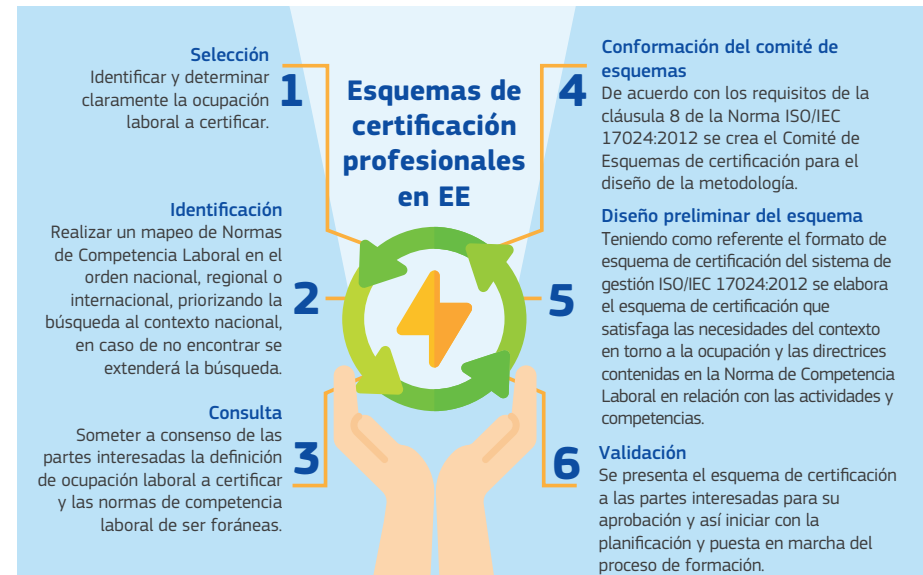 Esquemas de
certificación
profesionales
en EE
1
Selección
Identificar y determinar
claramente la ocupación
laboral a certificar.
2
Identificación
Realizar un mapeo de Normas
de Competencia Laboral en el
orden nacional, regional o
internacional, priorizando la
búsqueda al contexto nacional,
en caso de no encontrar se
extenderá la búsqueda.
3
Consulta
Someter a consenso de las
partes interesadas la definición
de ocupación laboral a certificar
y las normas de competencia
laboral de ser foráneas.
4
Conformación del comité de
esquemas
De acuerdo con los requisitos de la
cláusula 8 de la Norma ISO/IEC
17024:2012 se crea el Comité de
Esquemas de certificación para el
diseño de la metodología.
5
Diseño preliminar del esquema
Teniendo como referente el formato de
esquema de certificación del sistema de
gestión ISO/IEC 17024:2012 se elabora
el esquema de certificación que
satisfaga las necesidades del contexto
en torno a la ocupación y las directrices
contenidas en la Norma de Competencia
Laboral en relación con las actividades y
competencias.
6
Validación
Se presenta el esquema de certificación
a las partes interesadas para su
aprobación y así iniciar con la
planificación y puesta en marcha del
proceso de formación.